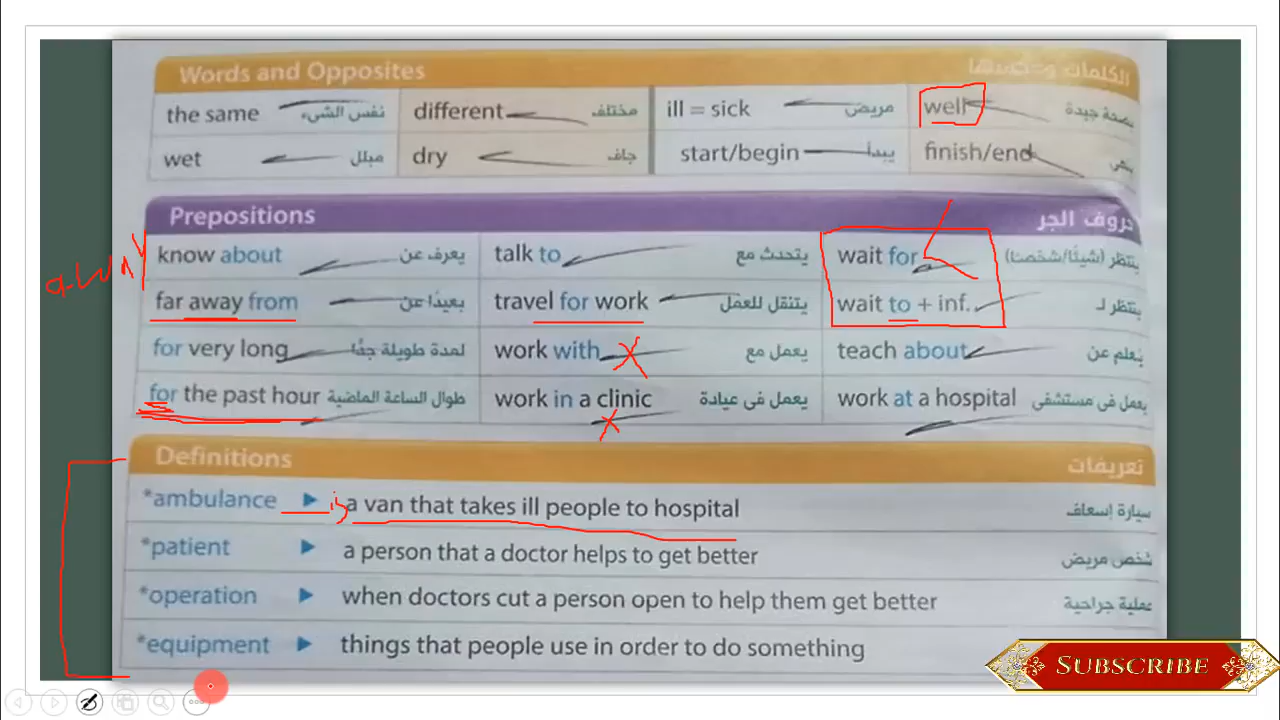 Words and Opposites الكلمات وعكسها
the same نفس الشيء different مختلف ill = sick مريض well بصحة جيدة
wet مبلل dry جاف start/begin يبدأ finish/end
Prepositions حروف الجر
know about يعرف عن talk to يتحدث مع wait for ينتظر (شيئًا/شخصًا)
far away from بعيدًا عن travel for work يتنقل للعمل wait to + inf. ينتظر لـ
for very long لمدة طويلة جدًّا work with يعمل مع teach about يُعلم عن
for the past hour طوال الساعة الماضية work in a clinic يعمل فى عيادة work at a hospital يعمل فى مستشفى
Definitions تعريفات
*ambulance ▶ is a van that takes ill people to hospital سيارة إسعاف
*patient ▶ a person that a doctor helps to get better شخص مريض
*operation ▶ when doctors cut a person open to help them get better عملية جراحية
*equipment ▶ things that people use in order to do something
SUBSCRIBE